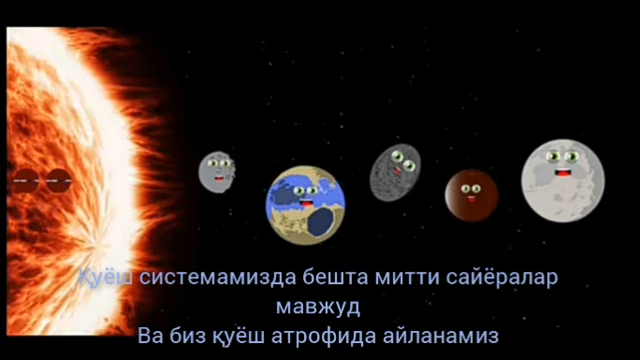 Қуёш системамизда бешта митти сайёралар
мавжуд
Ва биз қуёш атрофида айланамиз